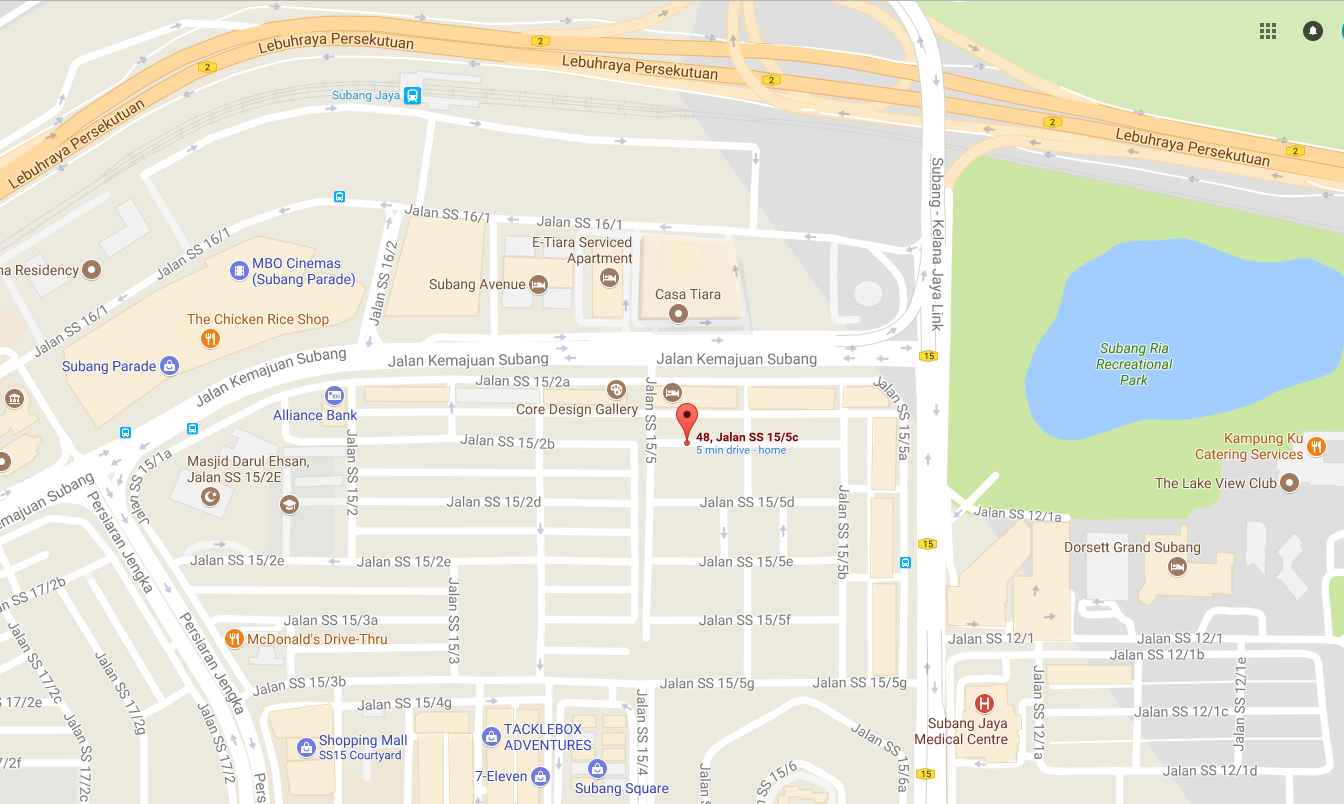 Lebuhraya Persekutuan
2
Lebuhraya Persekutuan
2
Lebuhraya Persekutuan
2
2
Lebuhraya Persekutuan
2
Subang Jaya
Subang - Kelana Jaya Link
Jalan SS 16/1
Jalan SS 16/1
Jalan SS 16/1
Jalan SS 16/1
Jalan SS 16/2
na Residency
MBO Cinemas
(Subang Parade)
The Chicken Rice Shop
Subang Parade
Subang Avenue
E-Tiara Serviced
Apartment
Casa Tiara
Jalan Kemajuan Subang
Jalan Kemajuan Subang
Jalan Kemajuan Subang
emajuan Subang
15
Subang Ria
Recreational
Park
Jalan SS 15/2a
Alliance Bank
Core Design Gallery
Jalan SS 15/5
Jalan SS 15/5a
48, Jalan SS 15/5c
5 min drive - home
Jalan SS 15/2b
Jalan SS 15/2
Masjid Darul Ehsan,
Jalan SS 15/2E
Jalan SS 15/1a
Persiaran Jengka
Kampung Ku
Catering Services
The Lake View Club
Jalan SS 15/2d
Jalan SS 15/5d
Jalan SS 15/5b
Jalan SS 12/1a
15
Dorsett Grand Subang
Jalan SS 15/2e
Jalan SS 15/2e
Jalan SS 15/5e
an SS 17/2b
Jalan SS 15/3a
Jalan SS 15/3
Jalan SS 15/5f
McDonald's Drive-Thru
Persiaran Jengka
Jalan SS 12/1
Jalan SS 12/1
Jalan SS 12/1b
Jalan SS 17/2c
Jalan SS 17/2g
Jalan SS 15/3b
Jalan SS 15/5g
Jalan SS 15/5g
Jalan SS 12/1a
Jalan SS 12/1e
S 17/2e
Jalan SS 15/4g
Jalan SS 12/1c
Jalan SS 17/2
Jalan SS 17/2c
TACKLEBOX
ADVENTURES
Shopping Mall
SS15 Courtyard
Jalan SS 15/4
Jalan SS 15/6a
Subang Jaya
Medical Centre
7/2f
7-Eleven
Subang Square
15/6
Jalan
15
Jalan SS 12/1d
Pers